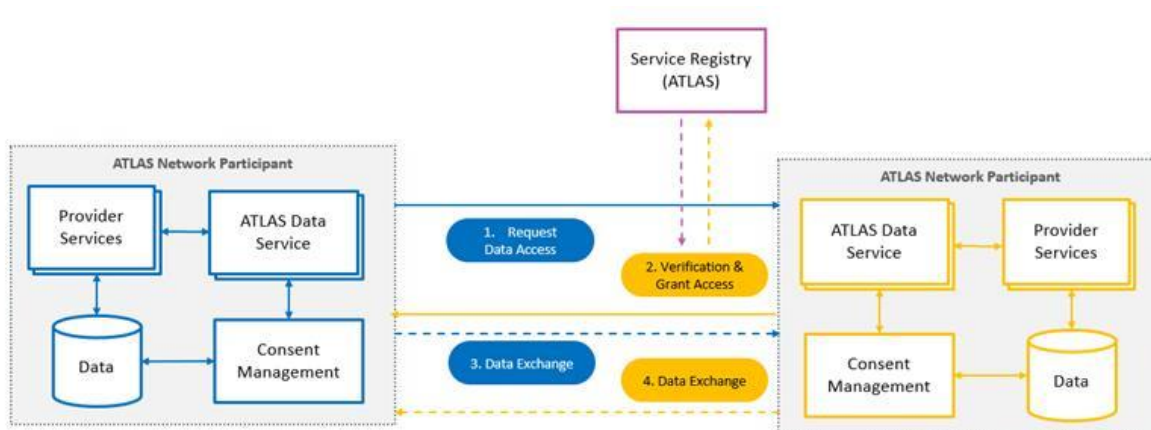 Service Registry
(ATLAS)
ATLAS Network Participant
Provider
Services
ATLAS Data
Service
Data
Consent
Management
1. Request
Data Access
2. Verification &
Grant Access
3. Data Exchange
4. Data Exchange
ATLAS Network Participant
ATLAS Data
Service
Provider
Services
Consent
Management
Data